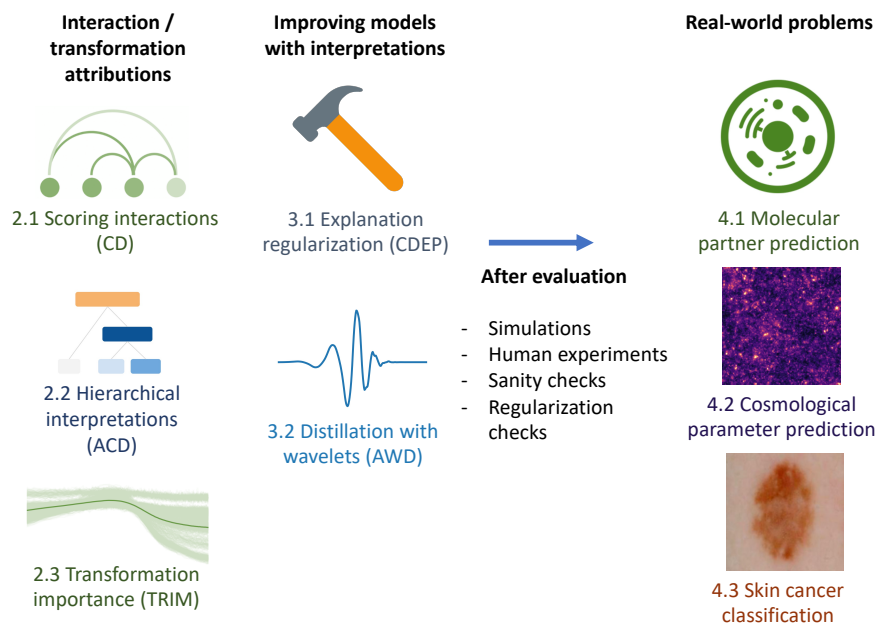 Interaction /
transformation
attributions
2.1 Scoring interactions
(CD)
2.2 Hierarchical
interpretations
(ACD)
2.3 Transformation
importance (TRIM)
Improving models
with interpretations
3.1 Explanation
regularization (CDEP)
3.2 Distillation with
wavelets (AWD)
After evaluation
- Simulations
- Human experiments
- Sanity checks
- Regularization
checks
Real-world problems
4.1 Molecular
partner prediction
4.2 Cosmological
parameter prediction
4.3 Skin cancer
classification